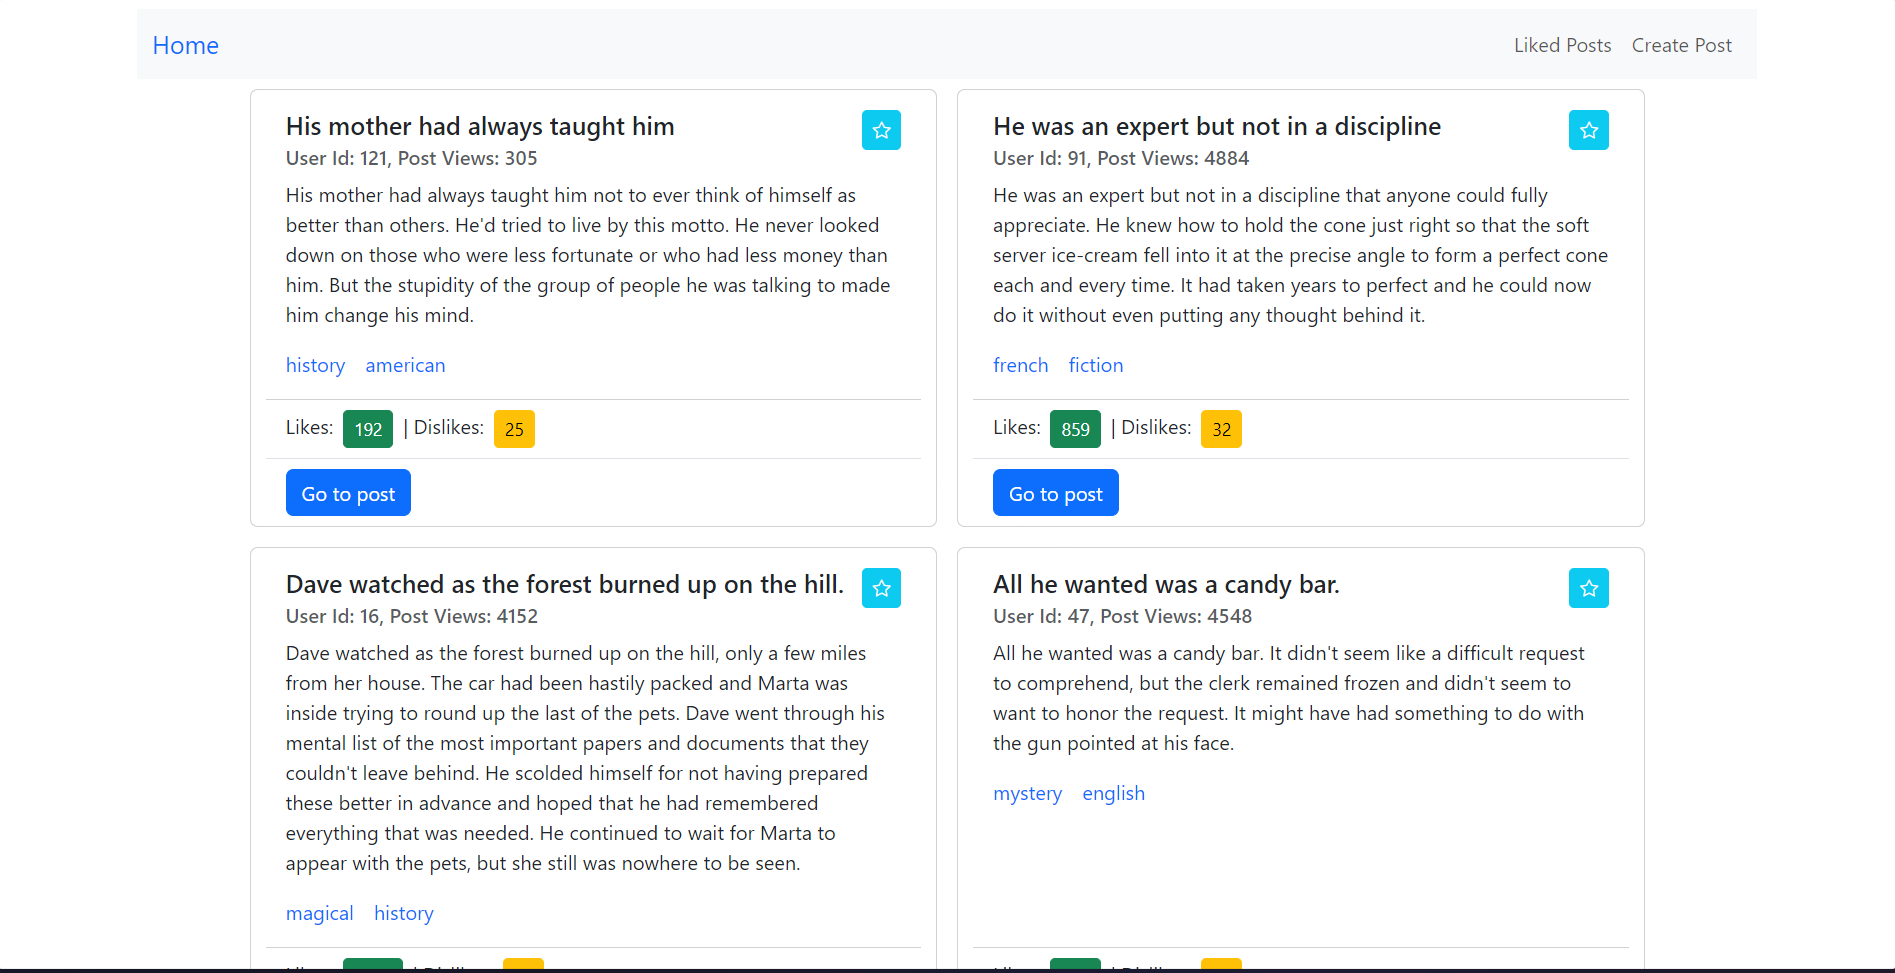 Home
Liked Posts Create Post
His mother had always taught him
User Id: 121, Post Views: 305
His mother had always taught him not to ever think of himself as
better than others. He'd tried to live by this motto. He never looked
down on those who were less fortunate or who had less money than
him. But the stupidity of the group of people he was talking to made
him change his mind.
history american
Likes: 192 | Dislikes: 25
Go to post
He was an expert but not in a discipline
User Id: 91, Post Views: 4884
He was an expert but not in a discipline that anyone could fully
appreciate. He knew how to hold the cone just right so that the soft
server ice-cream fell into it at the precise angle to form a perfect cone
each and every time. It had taken years to perfect and he could now
do it without even putting any thought behind it.
french fiction
Likes: 859 | Dislikes: 32
Go to post
Dave watched as the forest burned up on the hill.
User Id: 16, Post Views: 4152
Dave watched as the forest burned up on the hill, only a few miles
from her house. The car had been hastily packed and Marta was
inside trying to round up the last of the pets. Dave went through his
mental list of the most important papers and documents that they
couldn't leave behind. He scolded himself for not having prepared
these better in advance and hoped that he had remembered
everything that was needed. He continued to wait for Marta to
appear with the pets, but she still was nowhere to be seen.
magical history
All he wanted was a candy bar.
User Id: 47, Post Views: 4548
All he wanted was a candy bar. It didn't seem like a difficult request
to comprehend, but the clerk remained frozen and didn't seem to
want to honor the request. It might have had something to do with
the gun pointed at his face.
mystery english